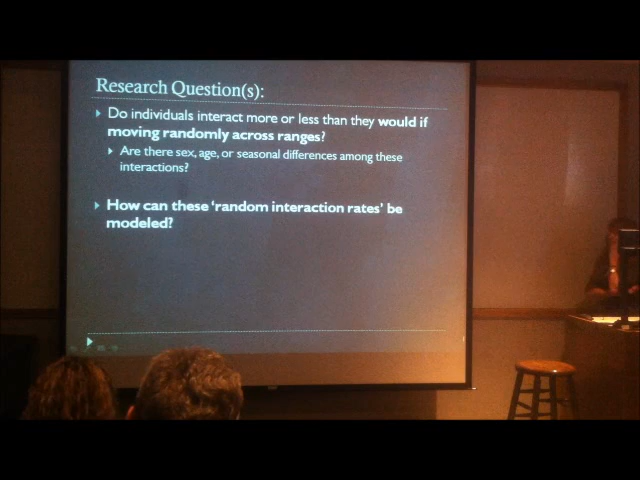 Research Question(s):
Do individuals interact more or less than they would if
moving randomly across ranges?
Are there sex, age, or seasonal differences among these
interactions?
How can these ‘random interaction rates’ be
modeled?